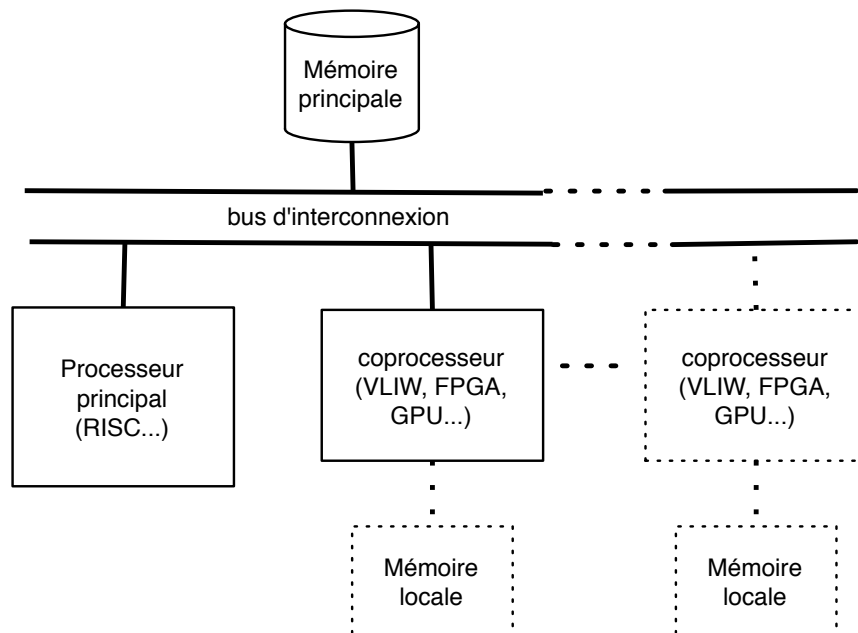 Mémoire
principale
bus d'interconnexion
Processeur
principal
(RISC...)
coprocesseur
(VLIW, FPGA,
GPU...)
coprocesseur
(VLIW, FPGA,
GPU...)
Mémoire
locale
Mémoire
locale